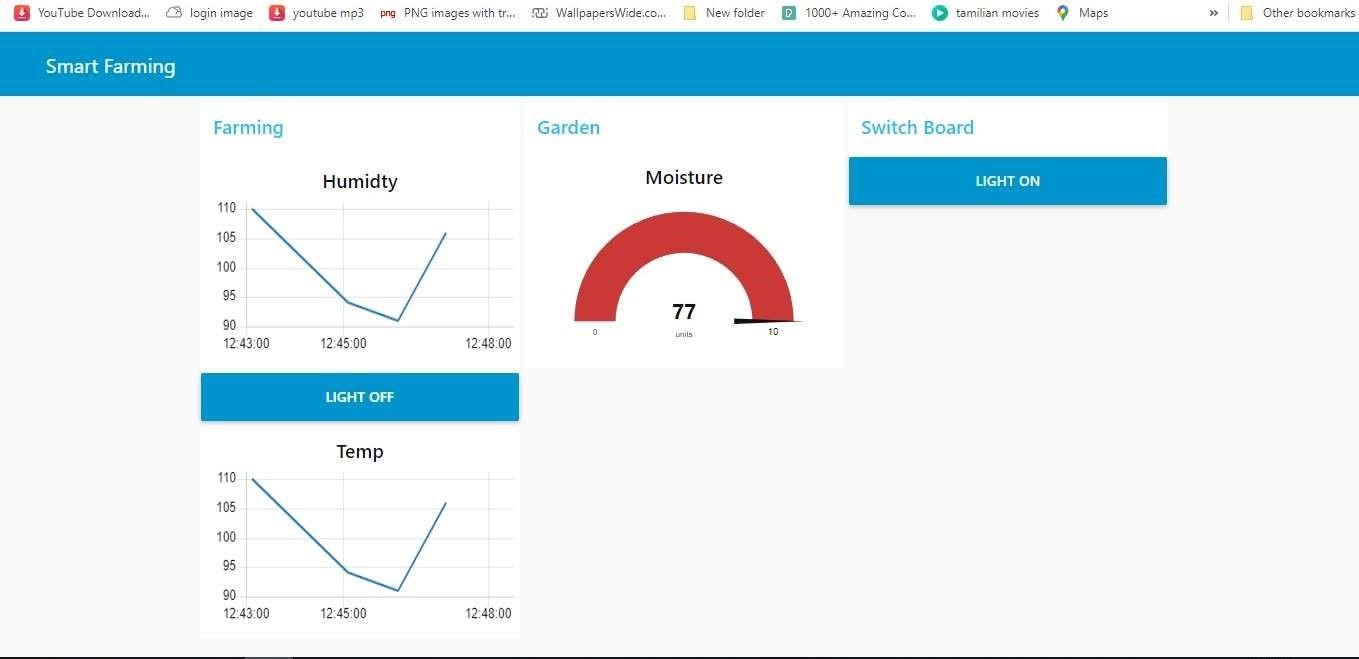 YouTube Download... login image youtube mp3 png PNG images with tr... WallpapersWide.co... New folder 1000+ Amazing Co... tamilian movies Maps » Other bookmarks
Smart Farming
Farming
Humidty
110
105
100
95
90
12:43:00 12:45:00 12:48:00
LIGHT OFF
Temp
110
105
100
95
90
12:43:00 12:45:00 12:48:00
Garden
Moisture
77
units
0 10
Switch Board
LIGHT ON